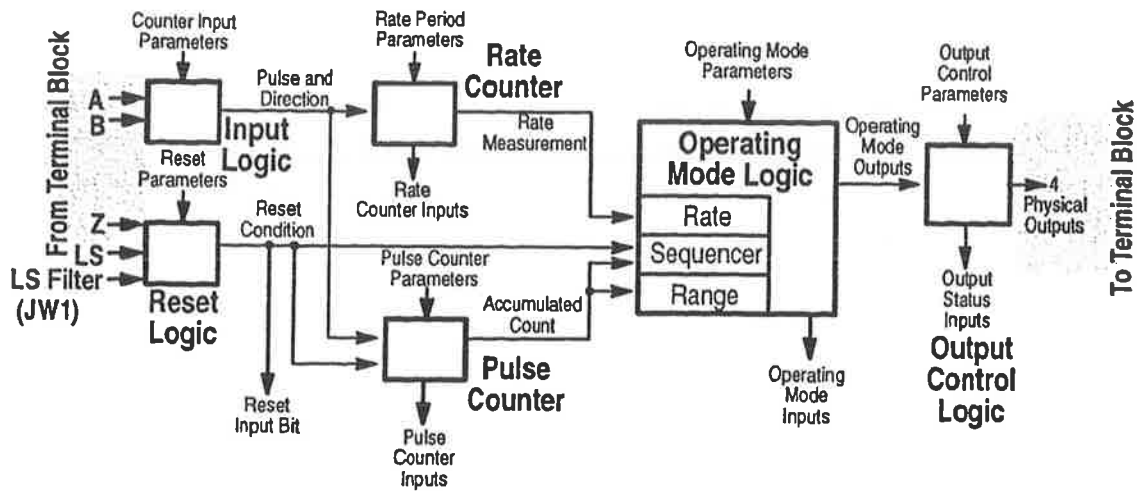 Counter Input
Parameters
Rate Period
Parameters
Rate
Counter
Operating Mode
Parameters
Output
Control
Parameters
From Terminal Block
A
B
Pulse and
Direction
Input
Logic
Rate
Measurement
Operating
Mode Logic
Operating
Mode
Outputs
4
Physical
Outputs
To Terminal Block
Reset
Parameters
Rate
Counter Inputs
Rate
Sequencer
Range
Z
LS
LS Filter
(JW1)
Reset
Condition
Reset
Logic
Pulse Counter
Parameters
Accumulated
Count
Pulse
Counter
Output
Status
Inputs
Output
Control
Logic
Operating
Mode
Inputs
Reset
Input Bit
Pulse
Counter
Inputs